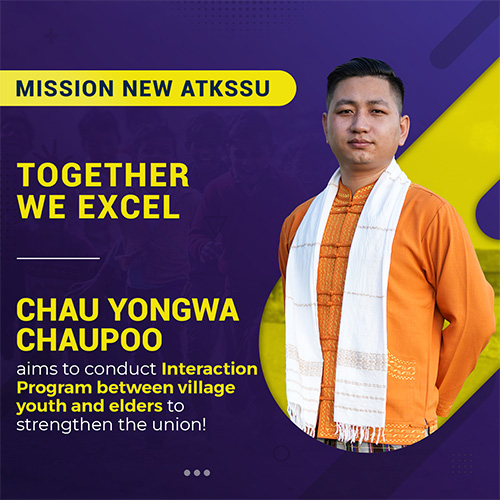 MISSION NEW ATKSSU
TOGETHER
WE EXCEL
CHAU YONGWA
CHAUPOO
aims to conduct Interaction
Program between village
youth and elders to
strengthen the union!